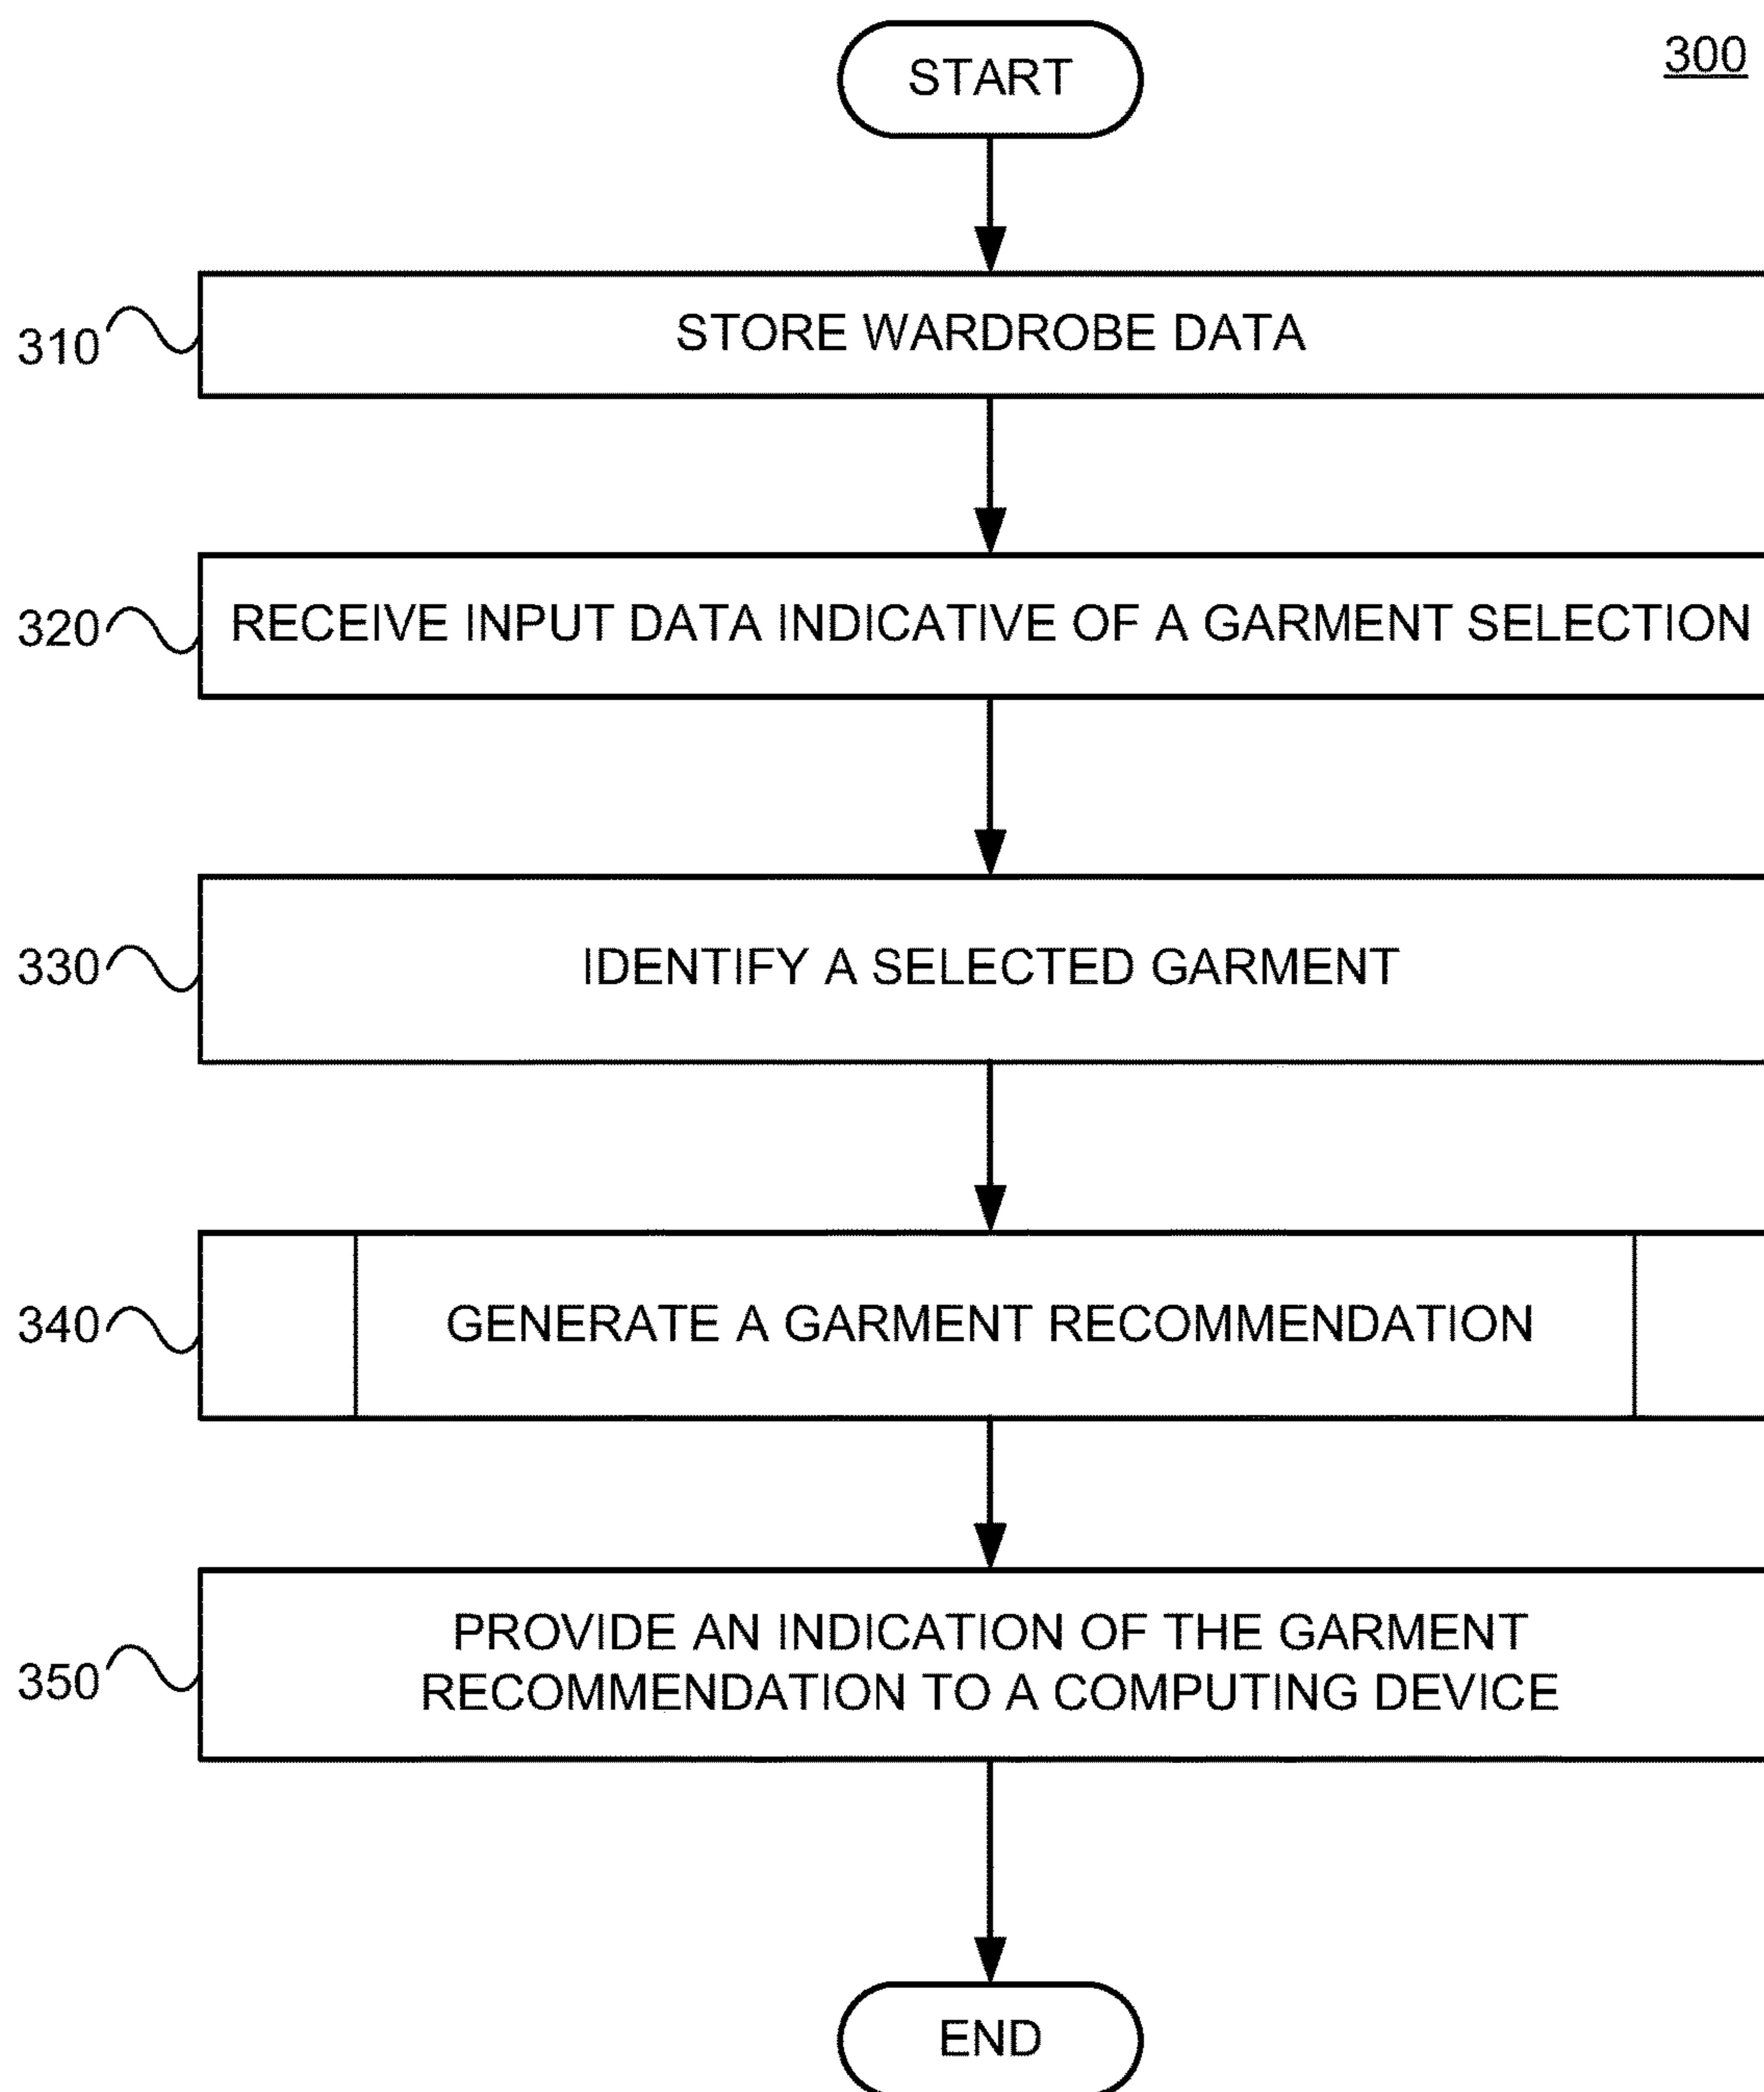 START
300
310
STORE WARDROBE DATA
320
RECEIVE INPUT DATA INDICATIVE OF A GARMENT SELECTION
330
IDENTIFY A SELECTED GARMENT
340
GENERATE A GARMENT RECOMMENDATION
350
PROVIDE AN INDICATION OF THE GARMENT
RECOMMENDATION TO A COMPUTING DEVICE
END